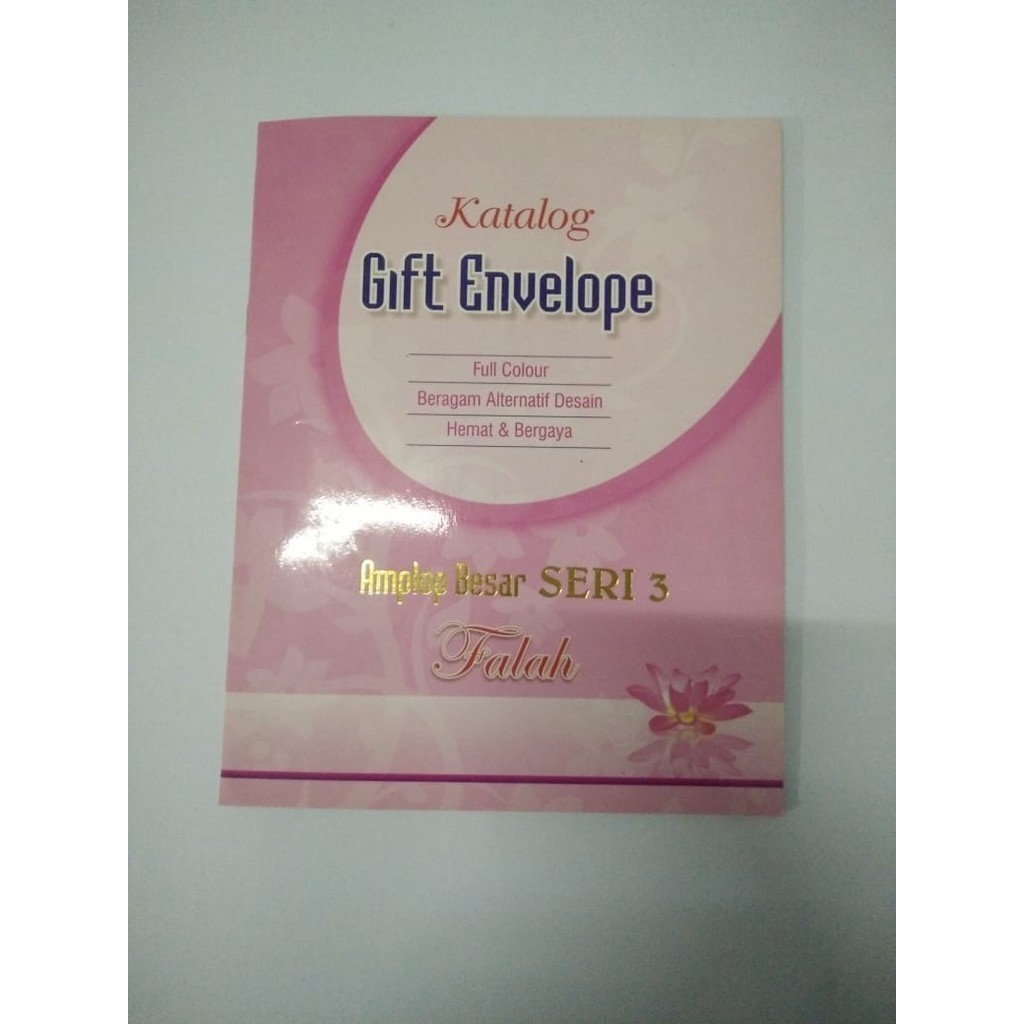 Katalog
Gift Envelope
Full Colour
Beragam Alternatif Desain
Hemat & Bergaya
Amplop Besar SERI 3
Falah